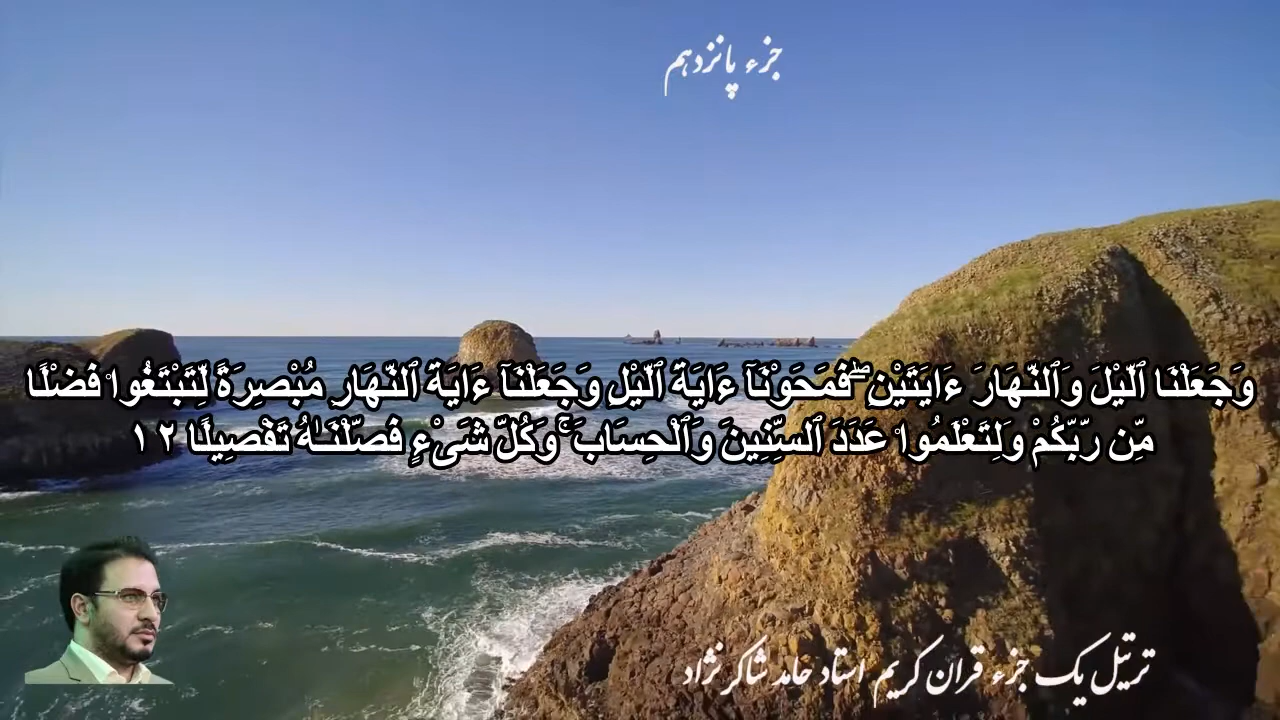 جزء پانزدهم
وَجَعَلْنَا ٱلَّيْلَ وَٱلنَّهَارَ ءَايَتَيْنِ ۖ فَمَحَوْنَآ ءَايَةَ ٱلَّيْلِ وَجَعَلْنَآ ءَايَةَ ٱلنَّهَارِ مُبْصِرَةً لِّتَبْتَغُوا۟ فَضْلًا
مِّن رَّبِّكُمْ وَلِتَعْلَمُوا۟ عَدَدَ ٱلسِّنِينَ وَٱلْحِسَابَ ۚ وَكُلَّ شَىْءٍ فَصَّلْنَـٰهُ تَفْصِيلًا ١٢
ترتیل یک جزء قران کریم استاد حامد شاکرنژاد